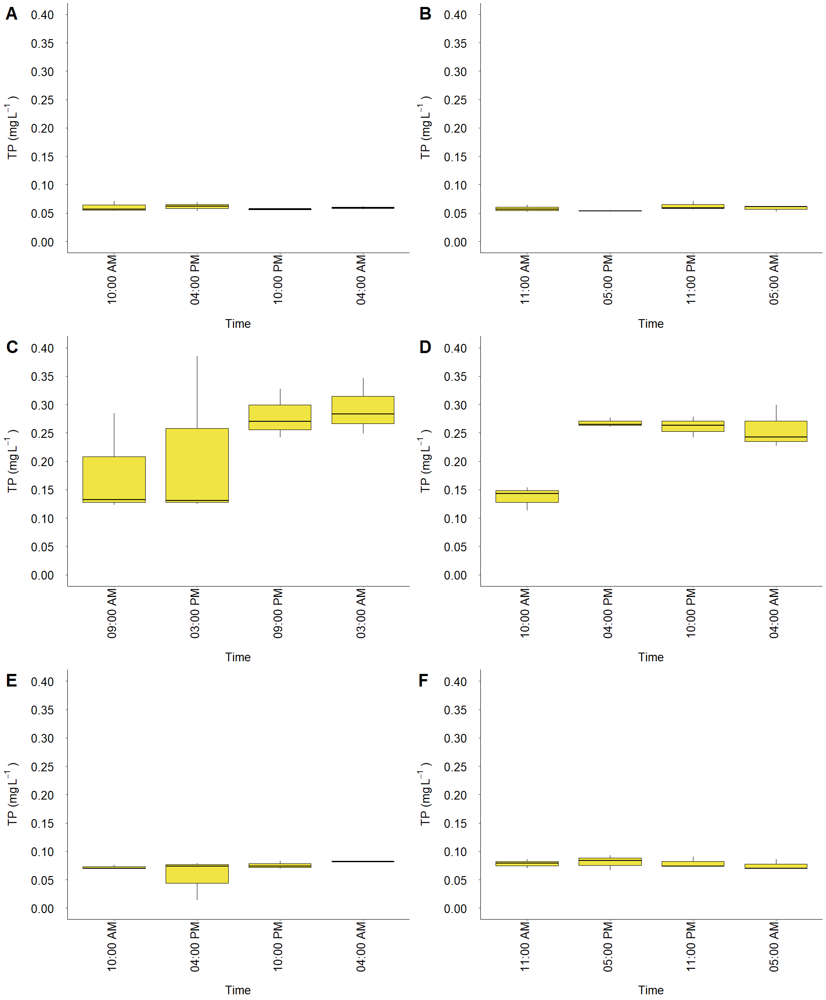 A
0.40
0.35
0.30
0.25
0.20
0.15
0.10
0.05
0.00
TP (mg L⁻¹ )
10:00 AM
04:00 PM
10:00 PM
04:00 AM
Time
B
0.40
0.35
0.30
0.25
0.20
0.15
0.10
0.05
0.00
TP (mg L⁻¹ )
11:00 AM
05:00 PM
11:00 PM
05:00 AM
Time
C
0.40
0.35
0.30
0.25
0.20
0.15
0.10
0.05
0.00
TP (mg L⁻¹ )
09:00 AM
03:00 PM
09:00 PM
03:00 AM
Time
D
0.40
0.35
0.30
0.25
0.20
0.15
0.10
0.05
0.00
TP (mg L⁻¹ )
10:00 AM
04:00 PM
10:00 PM
04:00 AM
Time
E
0.40
0.35
0.30
0.25
0.20
0.15
0.10
0.05
0.00
TP (mg L⁻¹ )
10:00 AM
04:00 PM
10:00 PM
04:00 AM
Time
F
0.40
0.35
0.30
0.25
0.20
0.15
0.10
0.05
0.00
TP (mg L⁻¹ )
11:00 AM
05:00 PM
11:00 PM
05:00 AM
Time